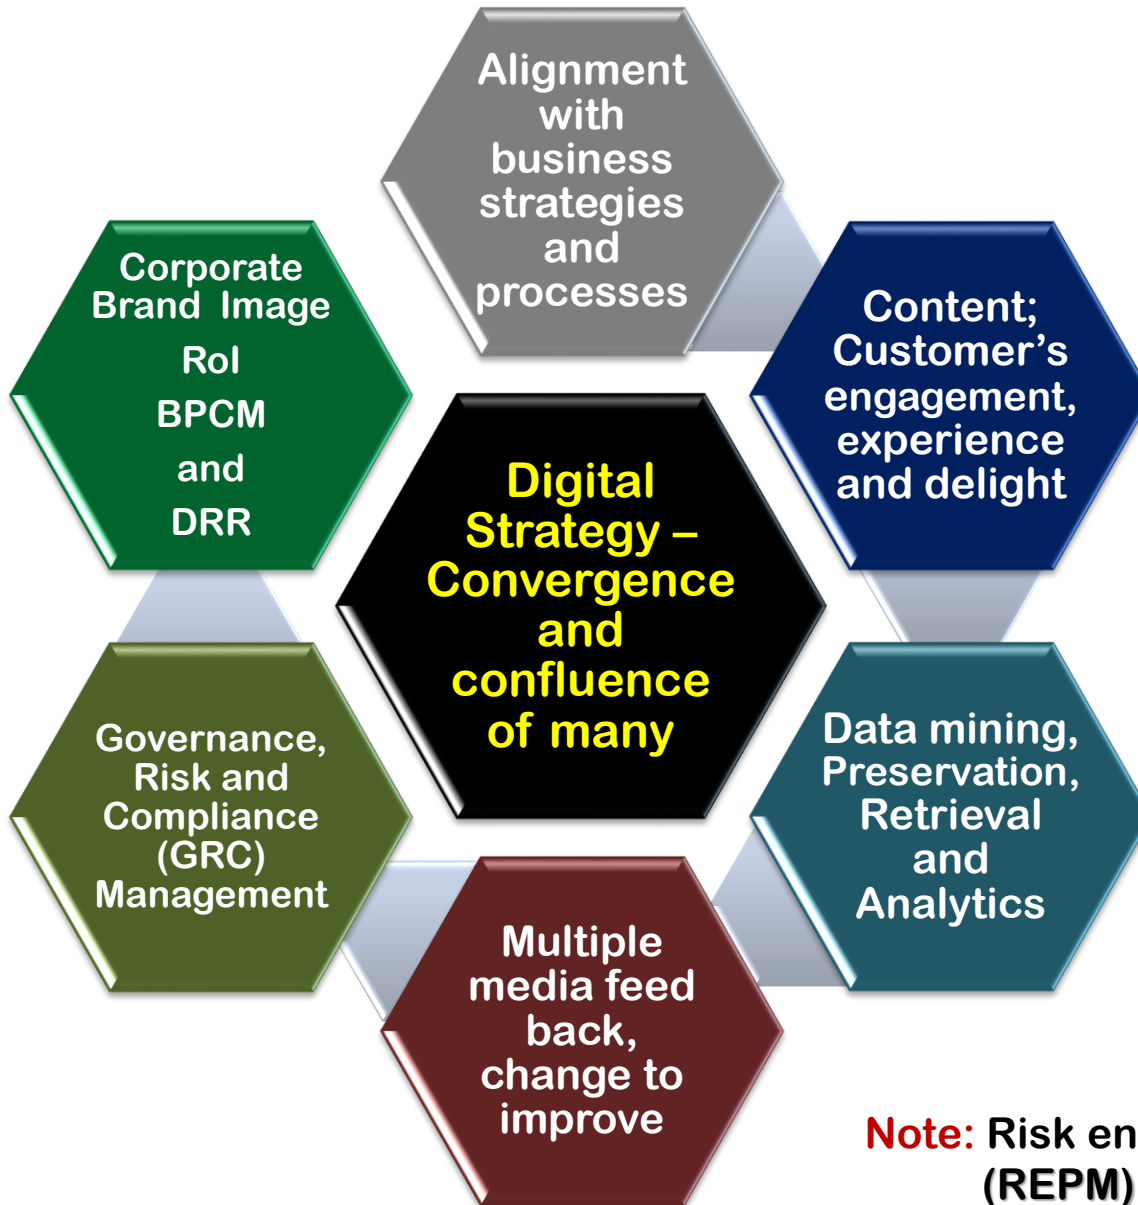 Alignment
with
business
strategies
and
processes
Content;
Customer’s
engagement,
experience
and delight
Data mining,
Preservation,
Retrieval
and
Analytics
Multiple
media feed
back,
change to
improve
Governance,
Risk and
Compliance
(GRC)
Management
Corporate
Brand Image
RoI
BPCM
and
DRR
Digital
Strategy –
Convergence
and
confluence
of many
Note: Risk en
(REPM)